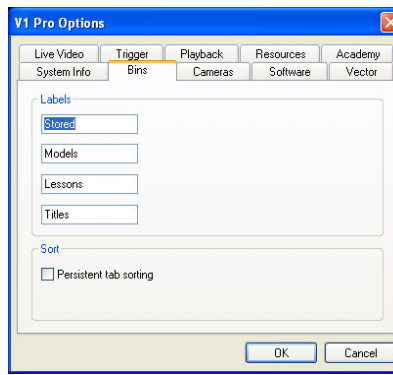 V1 Pro Options
Live Video Trigger Playback Resources Academy
System Info Bins Cameras Software Vector
Labels
Stored
Models
Lessons
Titles
Sort
Persistent tab sorting
OK Cancel